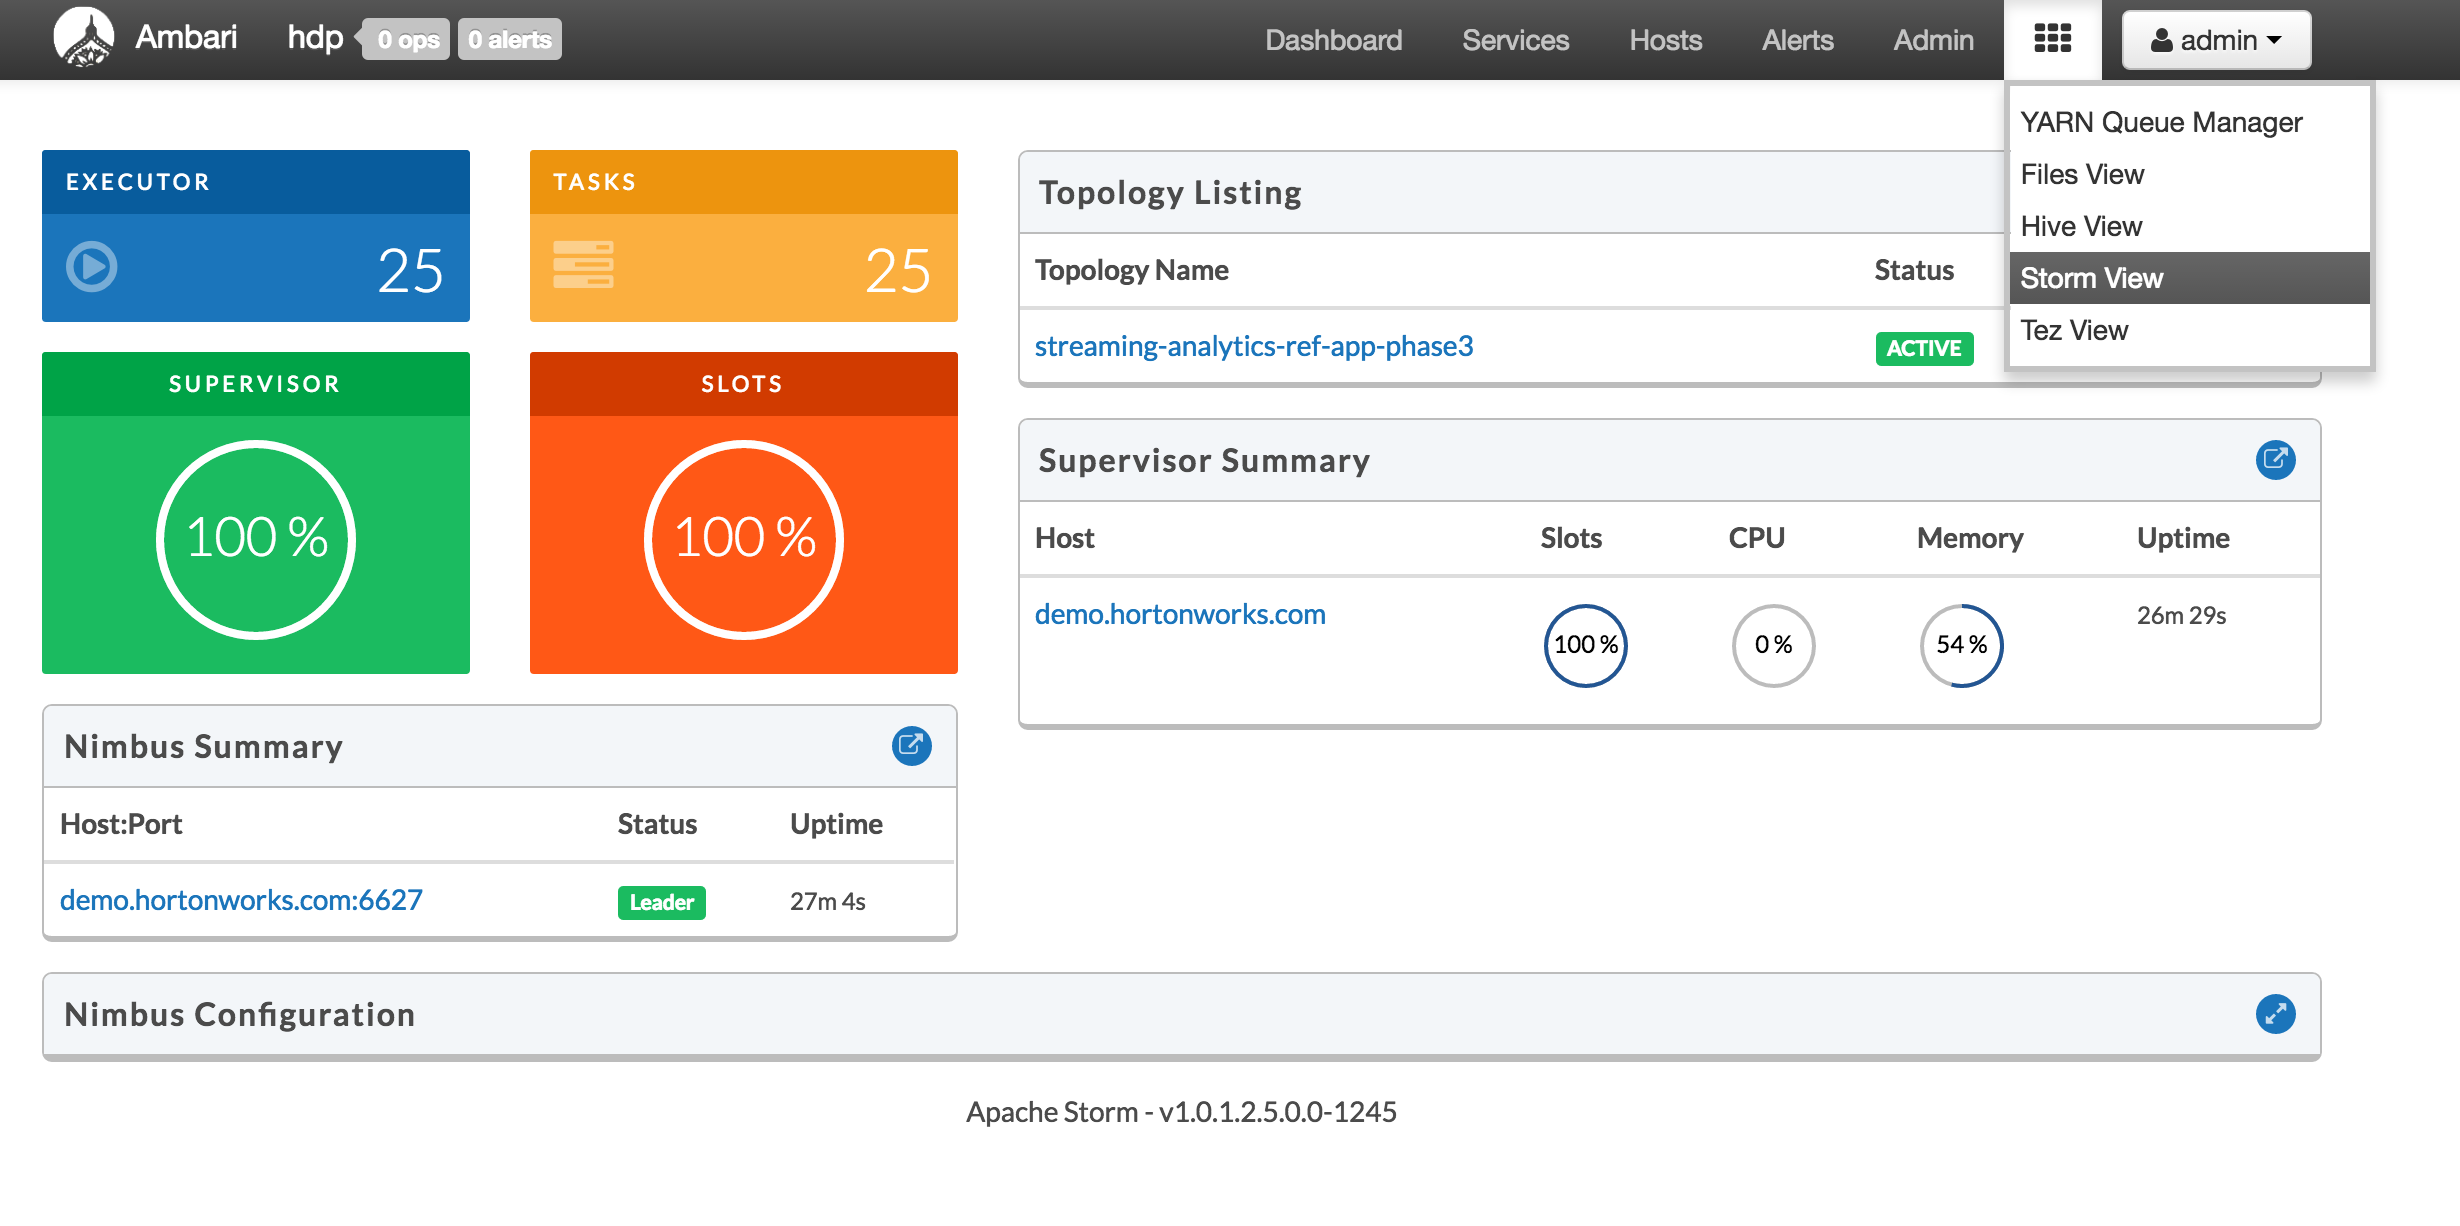 Ambari hdp 0 ops 0 alerts Dashboard Services Hosts Alerts Admin admin
YARN Queue Manager
Files View
Hive View
Storm View
Tez View
EXECUTOR
25
TASKS
25
SUPERVISOR
100 %
SLOTS
100 %
Topology Listing
Topology Name Status
streaming-analytics-ref-app-phase3 ACTIVE
Supervisor Summary
Host Slots CPU Memory Uptime
demo.hortonworks.com 100 % 0 % 54 % 26m 29s
Nimbus Summary
Host:Port Status Uptime
demo.hortonworks.com:6627 Leader 27m 4s
Nimbus Configuration
Apache Storm - v1.0.1.2.5.0.0-1245